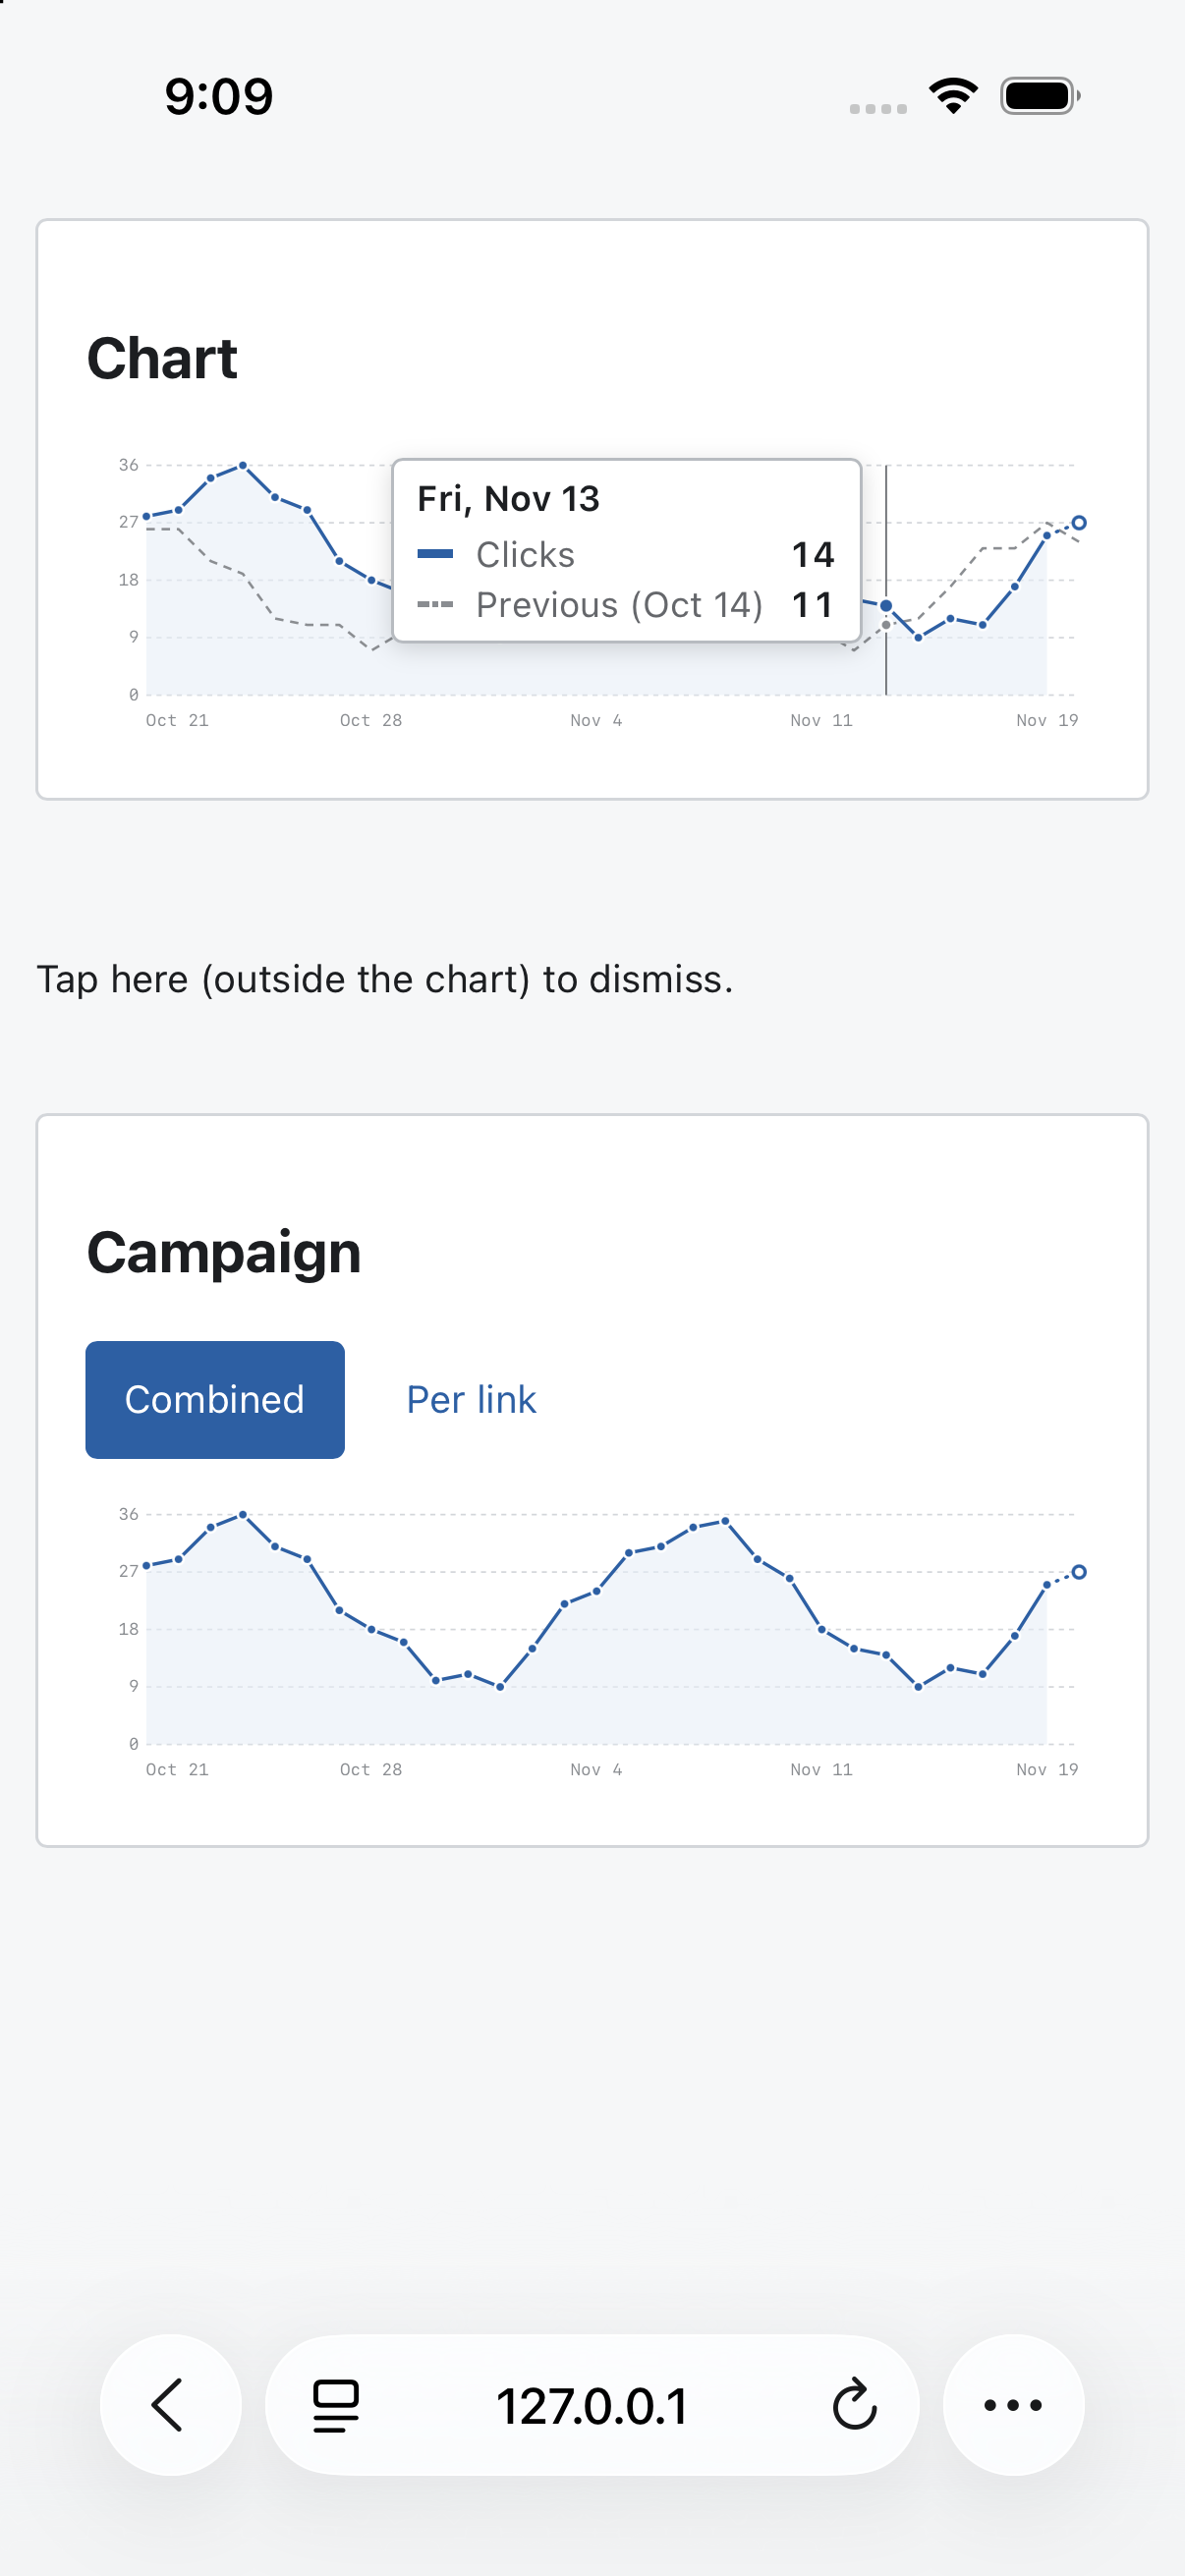 9:09
Chart
36
27
18
9
0
Fri, Nov 13
Clicks 14
Previous (Oct 14) 11
Oct 21 Oct 28 Nov 4 Nov 11 Nov 19
Tap here (outside the chart) to dismiss.
Campaign
Combined Per link
36
27
18
9
0
Oct 21 Oct 28 Nov 4 Nov 11 Nov 19
127.0.0.1